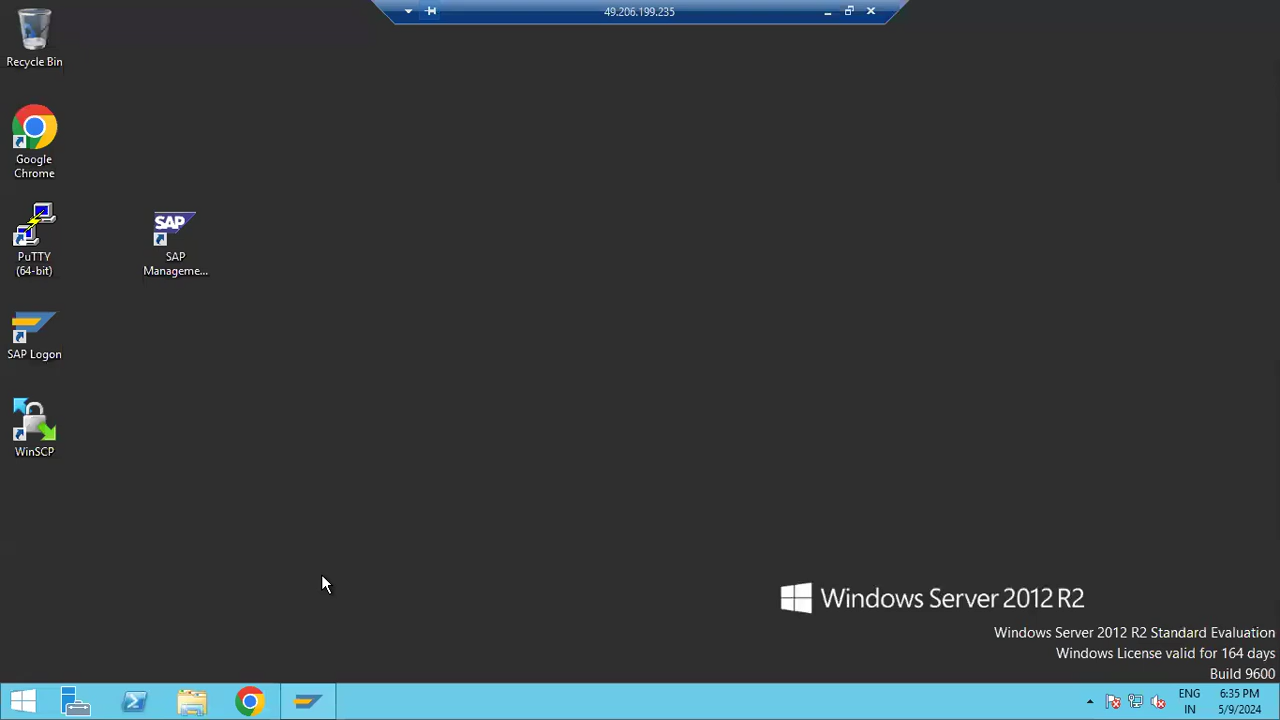 49.206.199.235
Recycle Bin
Google
Chrome
PuTTY
(64-bit)
SAP
SAP
Manageme...
SAP Logon
WinSCP
Windows Server 2012 R2
Windows Server 2012 R2 Standard Evaluation
Windows License valid for 164 days
Build 9600
ENG
IN
6:35 PM
5/9/2024